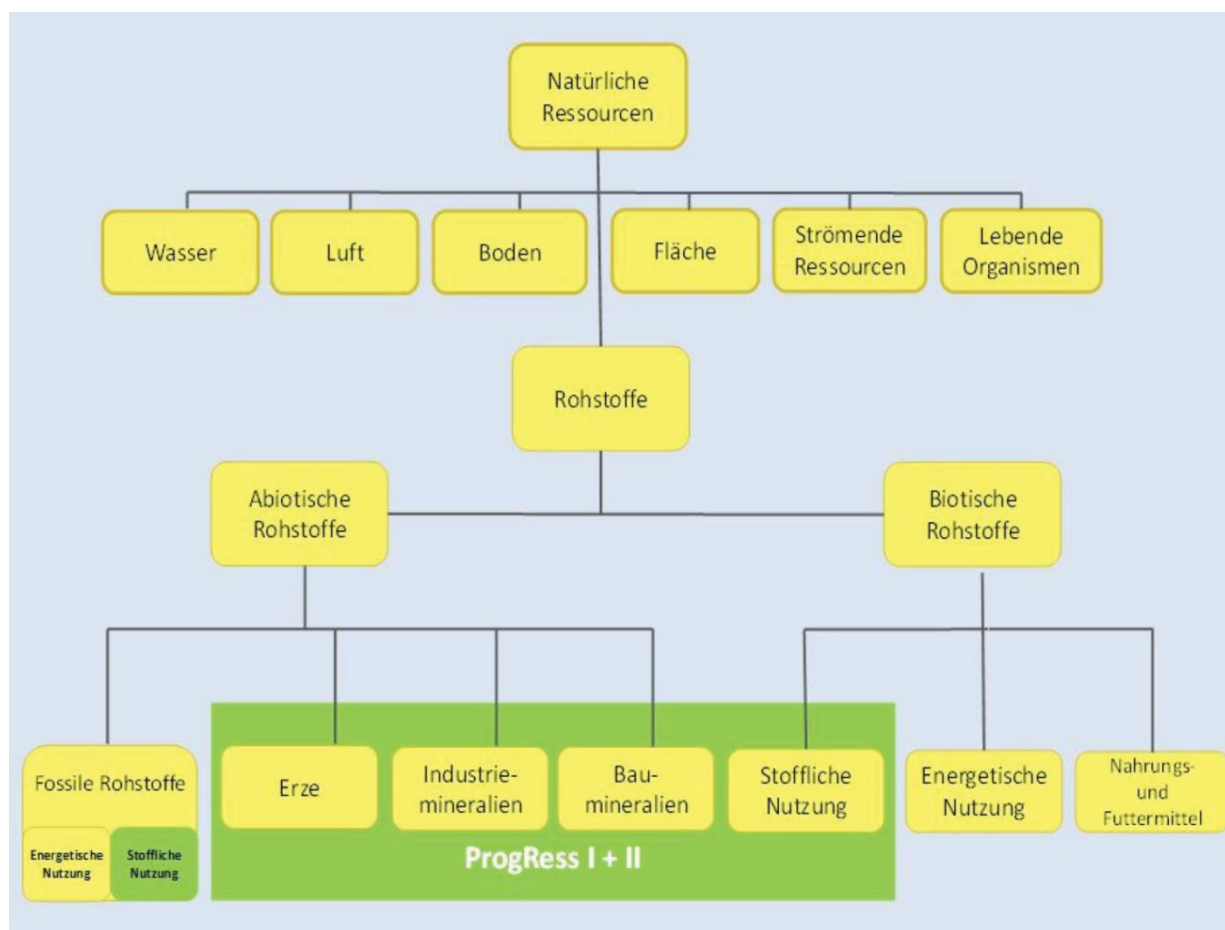 Natürliche
Ressourcen
Wasser
Luft
Boden
Fläche
Strömende
Ressourcen
Lebende
Organismen
Rohstoffe
Abiotische
Rohstoffe
Biotische
Rohstoffe
Fossile Rohstoffe
Energetische
Nutzung
Stoffliche
Nutzung
Erze
Industrie-
mineralien
Bau-
mineralien
Stoffliche
Nutzung
Energetische
Nutzung
Nahrungs-
und
Futtermittel
ProgRess I + II